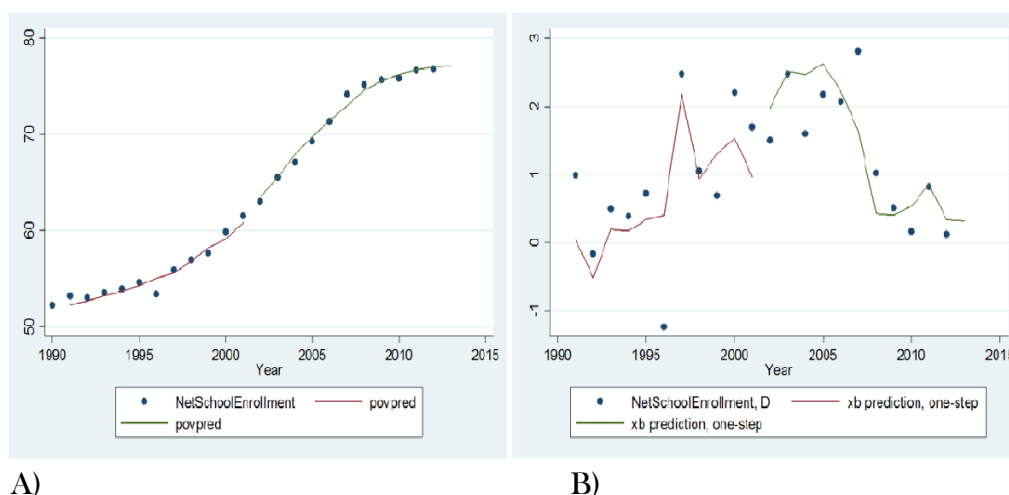 80
70
60
50
1990
1995
2000
2005
2010
2015
Year
NetSchoolEnrollment
povpred
povpred
3
2
1
0
-1
1990
1995
2000
2005
2010
2015
Year
NetSchoolEnrollment, D
xb prediction, one-step
xb prediction, one-step
A)
B)